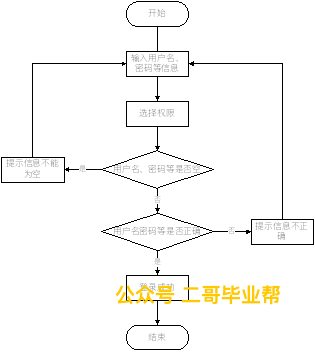 开始
输入用户名、
密码等信息
选择权限
提示信息不能
为空
是
用户名、密码等是否空
否
用户名密码等是否正确
否
提示信息不正
确
是
登录成功
公众号 二哥毕业帮
结束